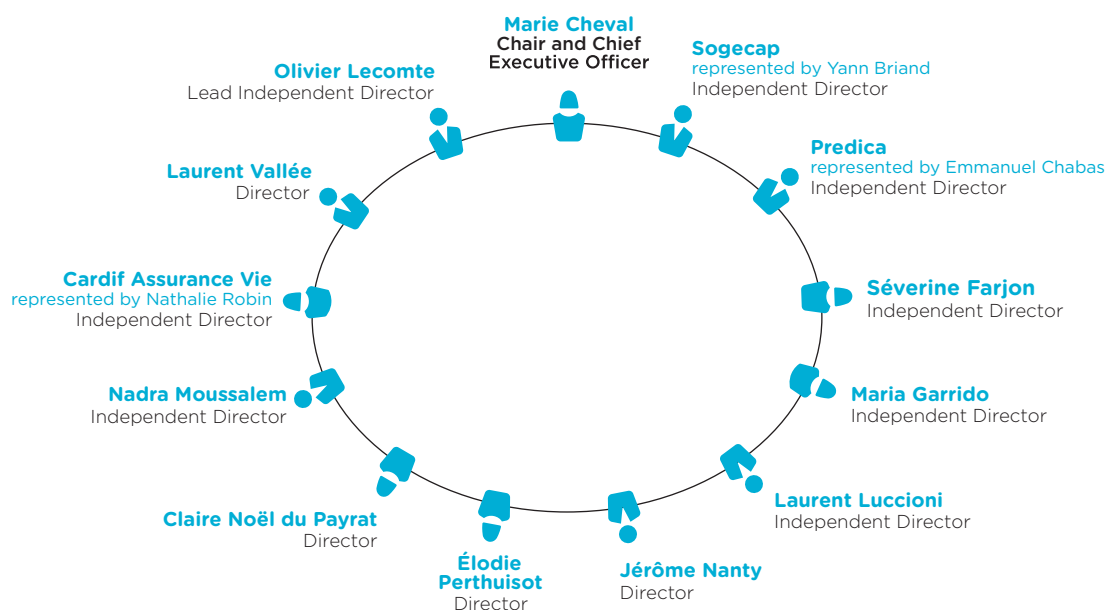 Marie Cheval
Chair and Chief
Executive Officer
Sogecap
represented by Yann Briand
Independent Director
Predica
represented by Emmanuel Chabas
Independent Director
Séverine Farjon
Independent Director
Maria Garrido
Independent Director
Laurent Luccioni
Independent Director
Jérôme Nanty
Director
Élodie
Perthuisot
Director
Claire Noël du Payrat
Director
Nadra Moussalem
Independent Director
Cardif Assurance Vie
represented by Nathalie Robin
Independent Director
Laurent Vallée
Director
Olivier Lecomte
Lead Independent Director